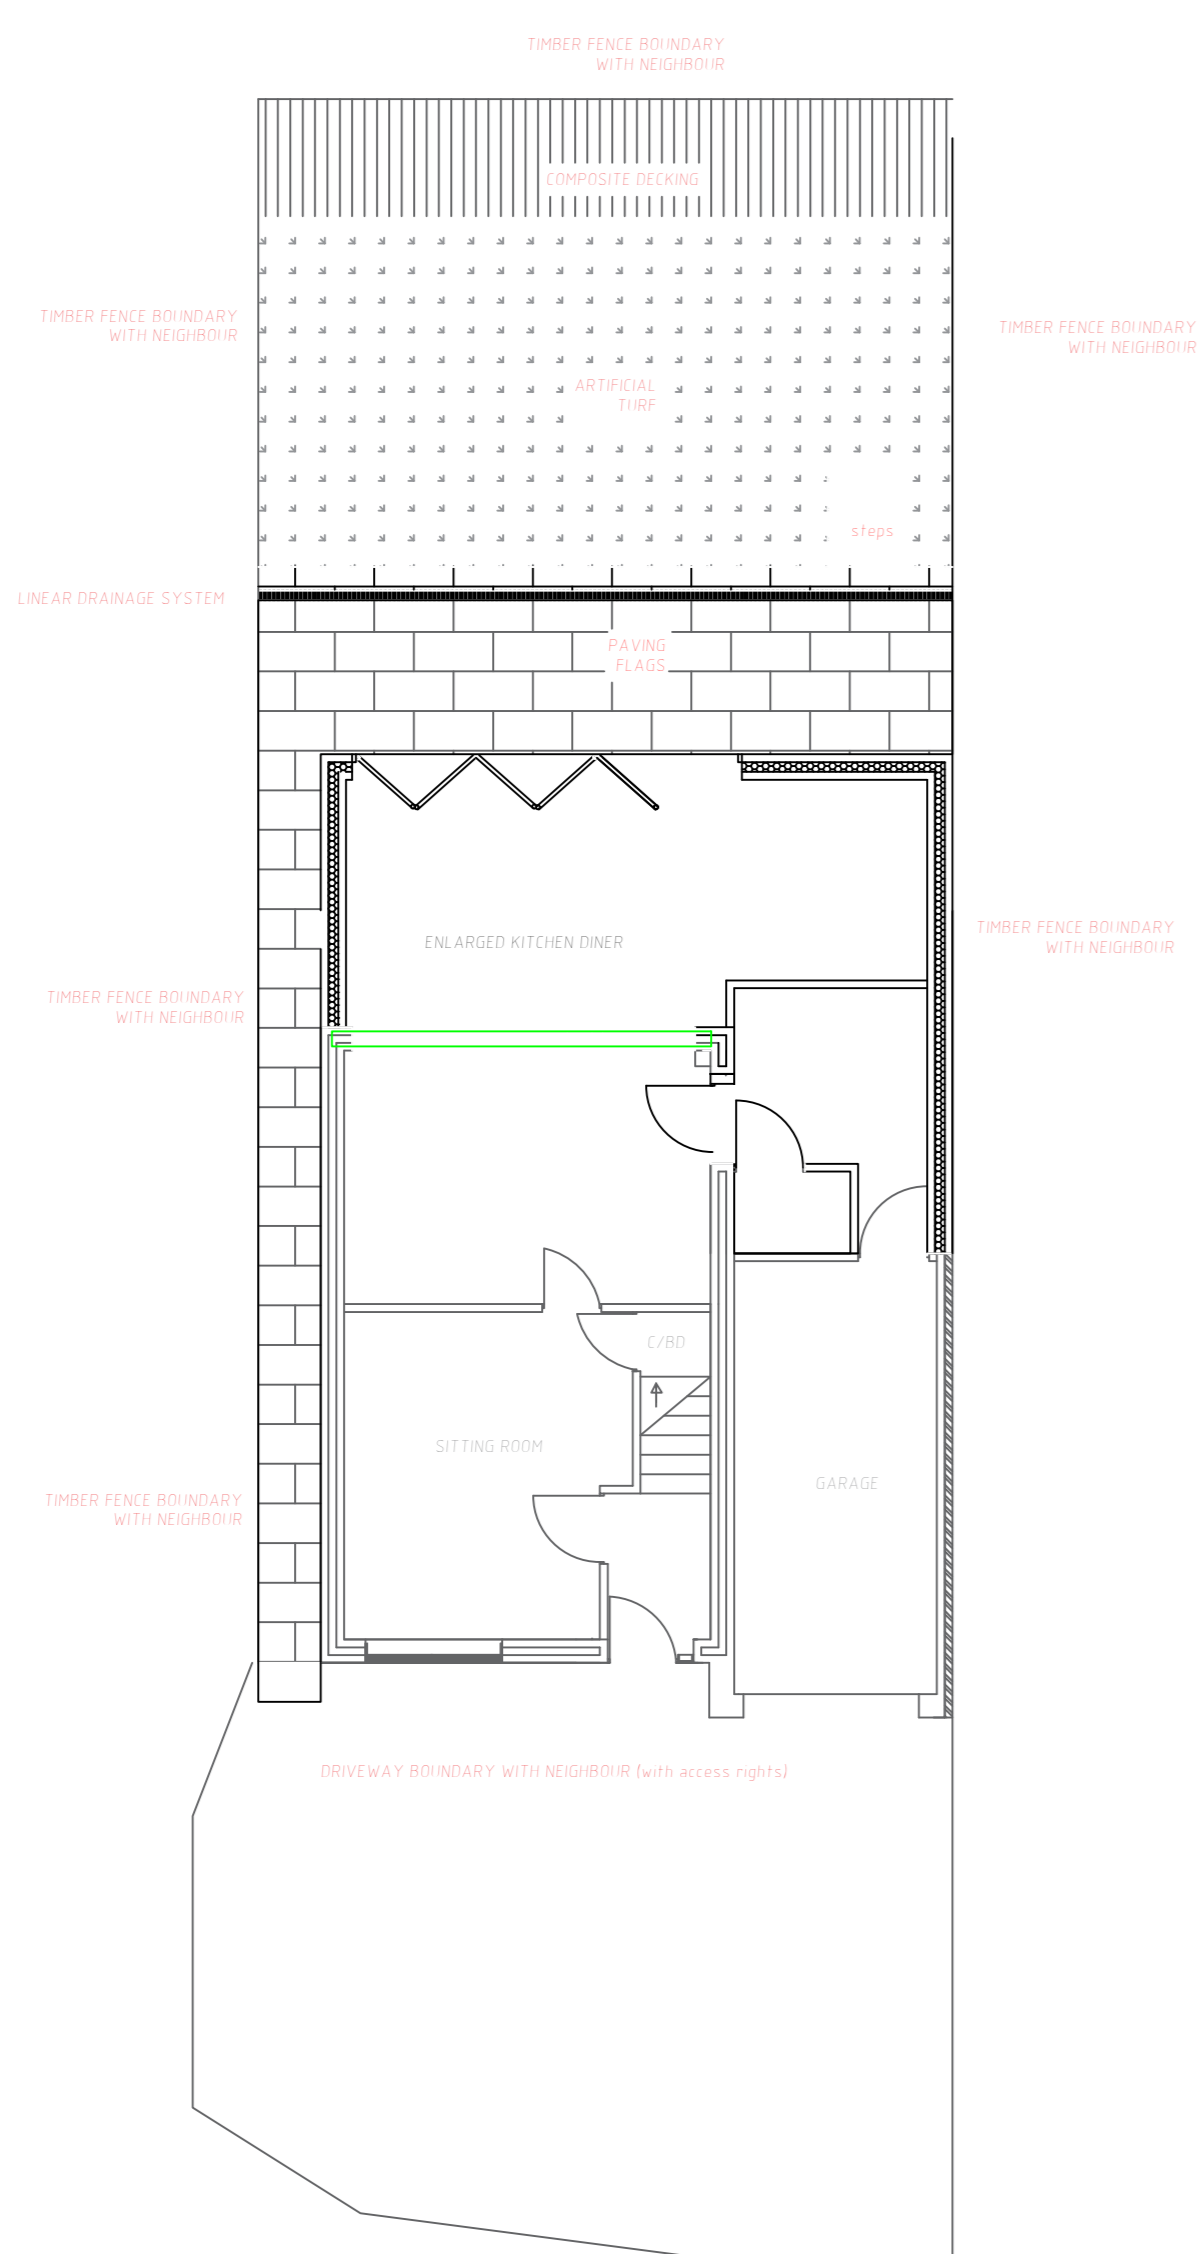 TIMBER FENCE BOUNDARY
WITH NEIGHBOUR
COMPOSITE DECKING
TIMBER FENCE BOUNDARY
WITH NEIGHBOUR
TIMBER FENCE BOUNDARY
WITH NEIGHBOUR
ARTIFICIAL
TURF
steps
LINEAR DRAINAGE SYSTEM
PAVING
FLAGS
ENLARGED KITCHEN DINER
TIMBER FENCE BOUNDARY
WITH NEIGHBOUR
TIMBER FENCE BOUNDARY
WITH NEIGHBOUR
C/BD
SITTING ROOM
GARAGE
TIMBER FENCE BOUNDARY
WITH NEIGHBOUR
DRIVEWAY BOUNDARY WITH NEIGHBOUR (with access rights)